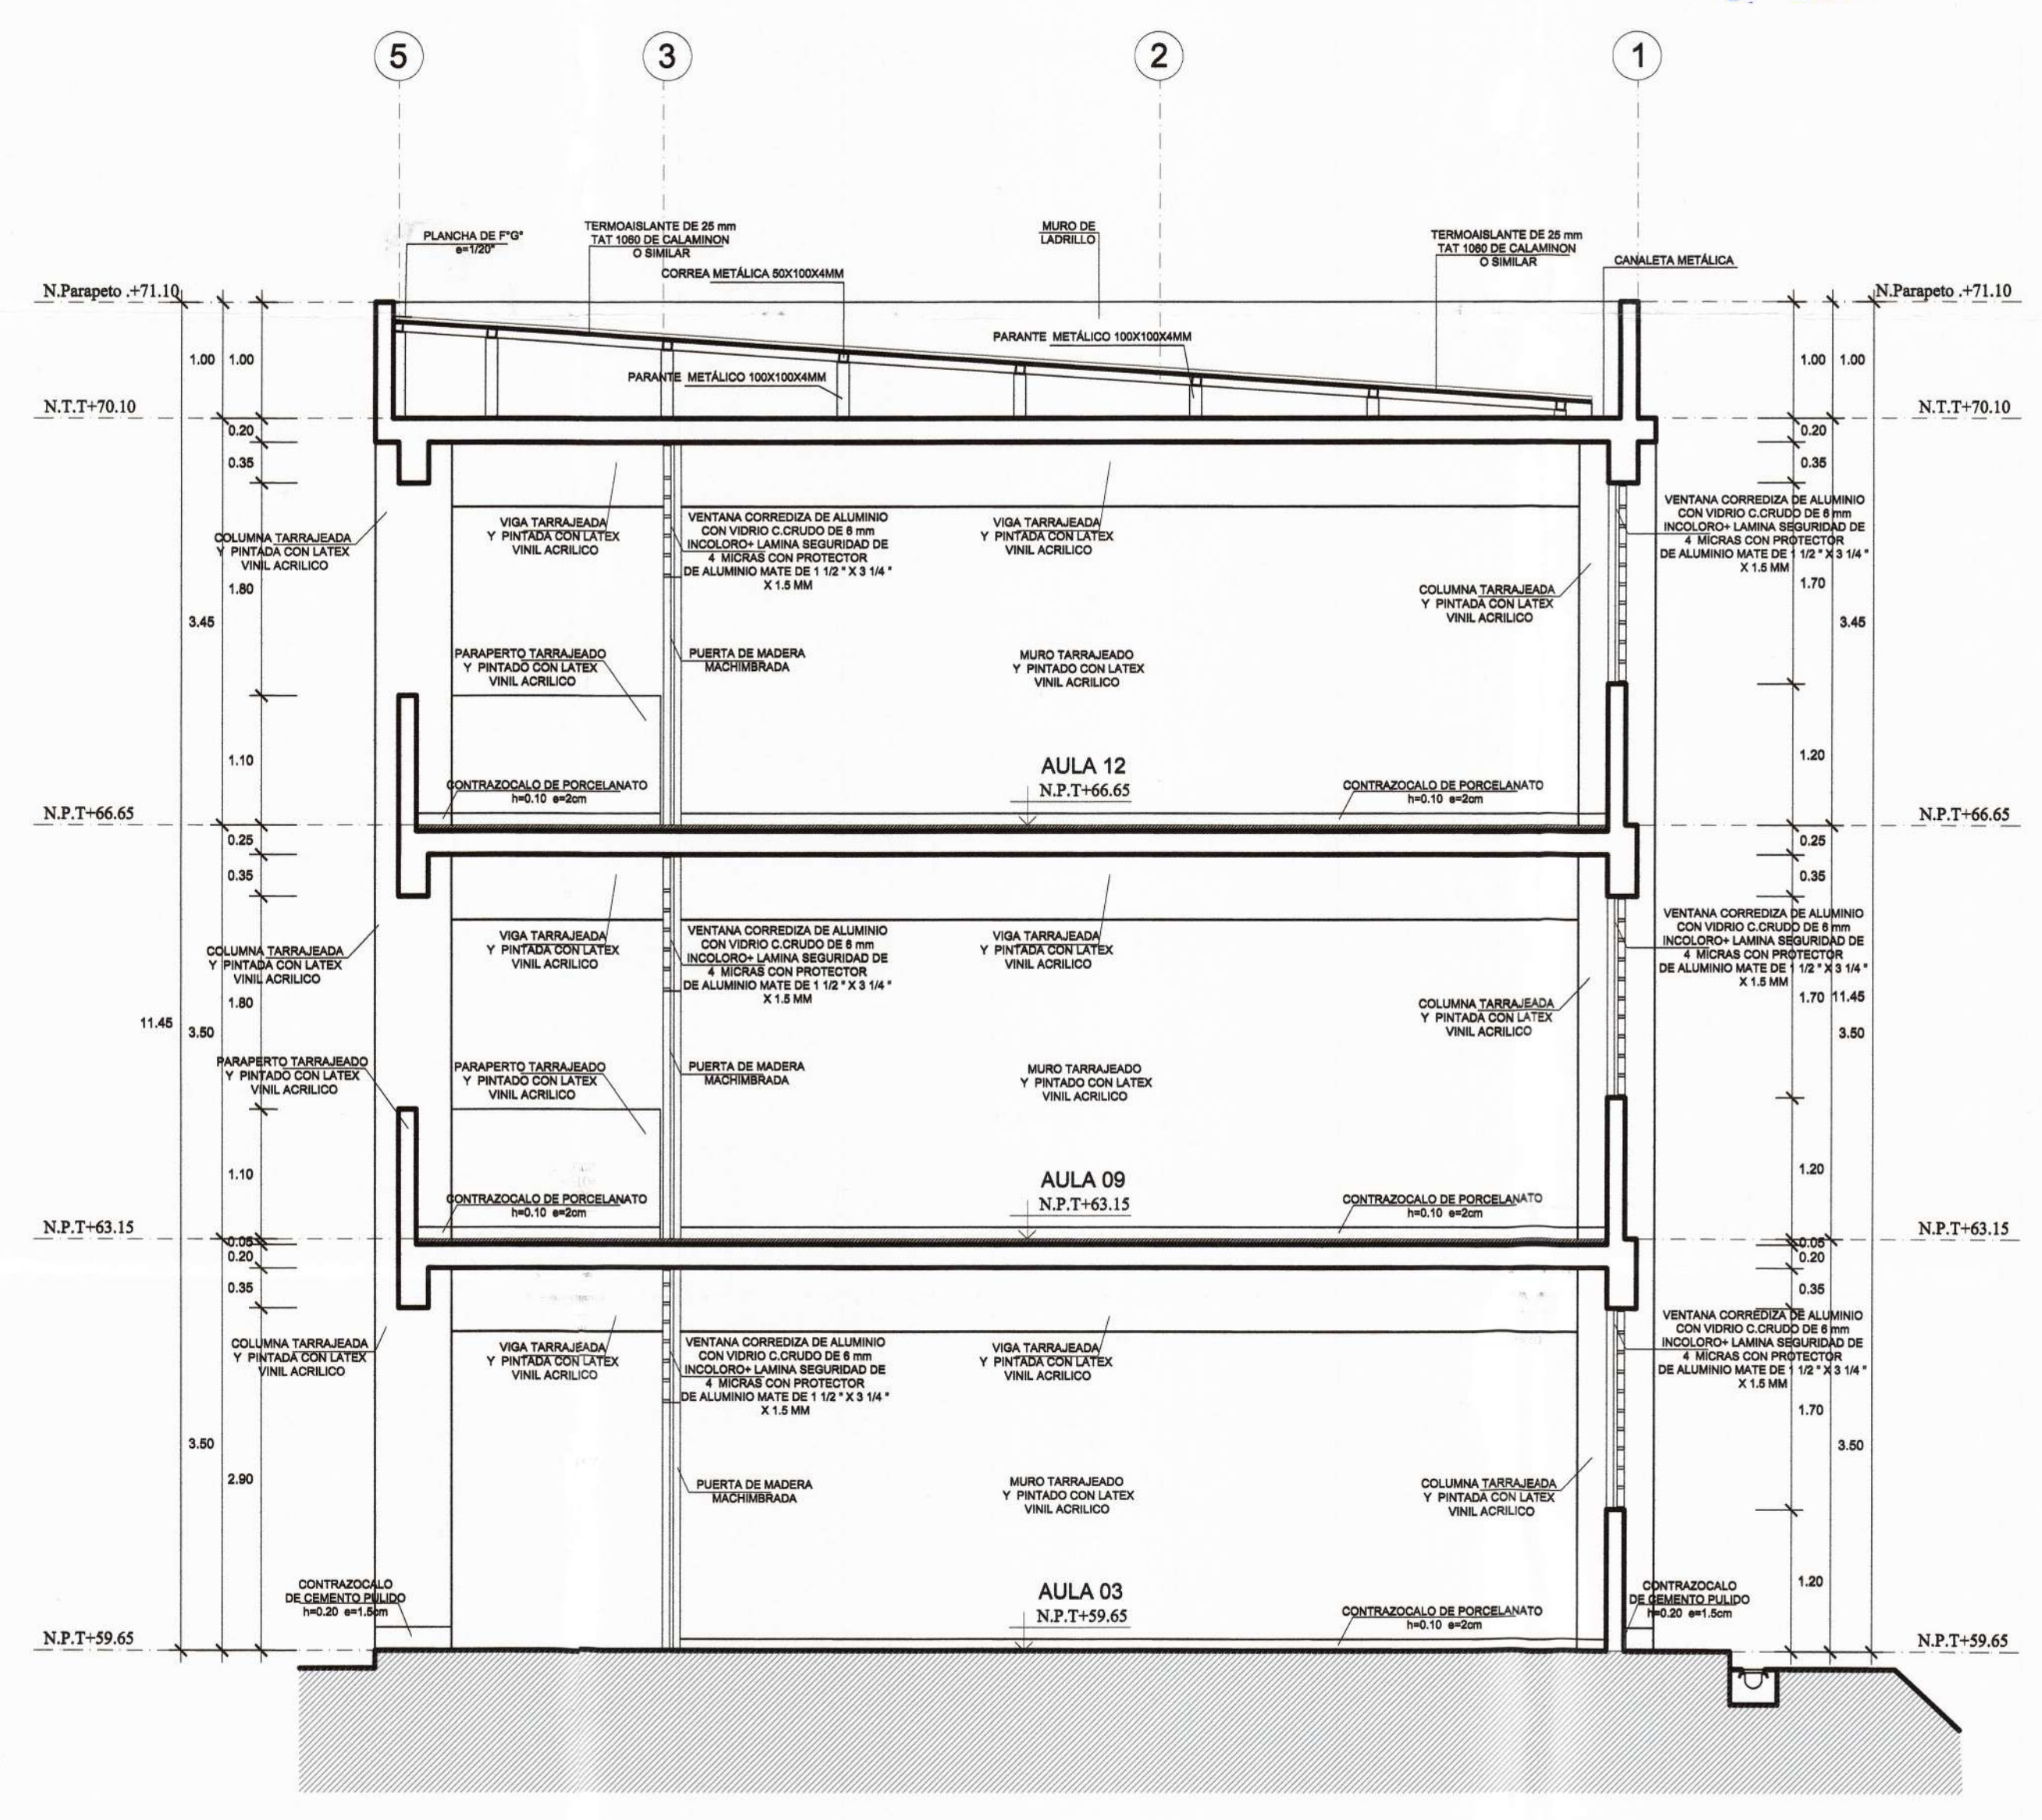 5
3
2
1
PLANCHA DE F°G°
e=1/20"
TERMOAISLANTE DE 25 mm
TAT 1060 DE CALAMINON
O SIMILAR
CORREA METÁLICA 50X100X4MM
MURO DE
LADRILLO
TERMOAISLANTE DE 25 mm
TAT 1060 DE CALAMINON
O SIMILAR
CANALETA METÁLICA
N.Parapeto .+71.10
N.Parapeto .+71.10
PARANTE METÁLICO 100X100X4MM
PARANTE METÁLICO 100X100X4MM
1.00
1.00
1.00
1.00
N.T.T+70.10
N.T.T+70.10
0.20
0.35
0.20
0.35
COLUMNA TARRAJEADA
Y PINTADA CON LATEX
VINIL ACRILICO
VIGA TARRAJEADA
Y PINTADA CON LATEX
VINIL ACRILICO
VENTANA CORREDIZA DE ALUMINIO
CON VIDRIO C.CRUDO DE 6 mm
INCOLORO+ LAMINA SEGURIDAD DE
4 MICRAS CON PROTECTOR
DE ALUMINIO MATE DE 1 1/2 " X 3 1/4 "
X 1.5 MM
VIGA TARRAJEADA
Y PINTADA CON LATEX
VINIL ACRILICO
COLUMNA TARRAJEADA
Y PINTADA CON LATEX
VINIL ACRILICO
VENTANA CORREDIZA DE ALUMINIO
CON VIDRIO C.CRUDO DE 6 mm
INCOLORO+ LAMINA SEGURIDAD DE
4 MICRAS CON PROTECTOR
DE ALUMINIO MATE DE 1 1/2 " X 3 1/4 "
X 1.5 MM
1.80
3.45
1.70
3.45
PARAPERTO TARRAJEADO
Y PINTADO CON LATEX
VINIL ACRILICO
PUERTA DE MADERA
MACHIMBRADA
MURO TARRAJEADO
Y PINTADO CON LATEX
VINIL ACRILICO
1.10
1.20
AULA 12
N.P.T+66.65
CONTRAZOCALO DE PORCELANATO
h=0.10 e=2cm
CONTRAZOCALO DE PORCELANATO
h=0.10 e=2cm
N.P.T+66.65
N.P.T+66.65
0.25
0.35
0.25
0.35
COLUMNA TARRAJEADA
Y PINTADA CON LATEX
VINIL ACRILICO
VIGA TARRAJEADA
Y PINTADA CON LATEX
VINIL ACRILICO
VENTANA CORREDIZA DE ALUMINIO
CON VIDRIO C.CRUDO DE 6 mm
INCOLORO+ LAMINA SEGURIDAD DE
4 MICRAS CON PROTECTOR
DE ALUMINIO MATE DE 1 1/2 " X 3 1/4 "
X 1.5 MM
VIGA TARRAJEADA
Y PINTADA CON LATEX
VINIL ACRILICO
COLUMNA TARRAJEADA
Y PINTADA CON LATEX
VINIL ACRILICO
VENTANA CORREDIZA DE ALUMINIO
CON VIDRIO C.CRUDO DE 6 mm
INCOLORO+ LAMINA SEGURIDAD DE
4 MICRAS CON PROTECTOR
DE ALUMINIO MATE DE 1 1/2 " X 3 1/4 "
X 1.5 MM
1.80
11.45
3.50
1.70
11.45
3.50
PARAPERTO TARRAJEADO
Y PINTADO CON LATEX
VINIL ACRILICO
PARAPERTO TARRAJEADO
Y PINTADO CON LATEX
VINIL ACRILICO
PUERTA DE MADERA
MACHIMBRADA
MURO TARRAJEADO
Y PINTADO CON LATEX
VINIL ACRILICO
1.10
1.20
AULA 09
N.P.T+63.15
CONTRAZOCALO DE PORCELANATO
h=0.10 e=2cm
CONTRAZOCALO DE PORCELANATO
h=0.10 e=2cm
N.P.T+63.15
N.P.T+63.15
0.05
0.20
0.35
0.05
0.20
0.35
COLUMNA TARRAJEADA
Y PINTADA CON LATEX
VINIL ACRILICO
VIGA TARRAJEADA
Y PINTADA CON LATEX
VINIL ACRILICO
VENTANA CORREDIZA DE ALUMINIO
CON VIDRIO C.CRUDO DE 6 mm
INCOLORO+ LAMINA SEGURIDAD DE
4 MICRAS CON PROTECTOR
DE ALUMINIO MATE DE 1 1/2 " X 3 1/4 "
X 1.5 MM
VIGA TARRAJEADA
Y PINTADA CON LATEX
VINIL ACRILICO
VENTANA CORREDIZA DE ALUMINIO
CON VIDRIO C.CRUDO DE 6 mm
INCOLORO+ LAMINA SEGURIDAD DE
4 MICRAS CON PROTECTOR
DE ALUMINIO MATE DE 1 1/2 " X 3 1/4 "
X 1.5 MM
3.50
2.90
1.70
3.50
PUERTA DE MADERA
MACHIMBRADA
MURO TARRAJEADO
Y PINTADO CON LATEX
VINIL ACRILICO
COLUMNA TARRAJEADA
Y PINTADA CON LATEX
VINIL ACRILICO
CONTRAZOCALO
DE CEMENTO PULIDO
h=0.20 e=1.5cm
AULA 03
N.P.T+59.65
CONTRAZOCALO DE PORCELANATO
h=0.10 e=2cm
CONTRAZOCALO
DE CEMENTO PULIDO
h=0.20 e=1.5cm
1.20
N.P.T+59.65
N.P.T+59.65